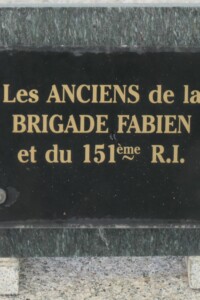 Les ANCIENS de la
BRIGADE FABIEN
et du 151ème R.I.